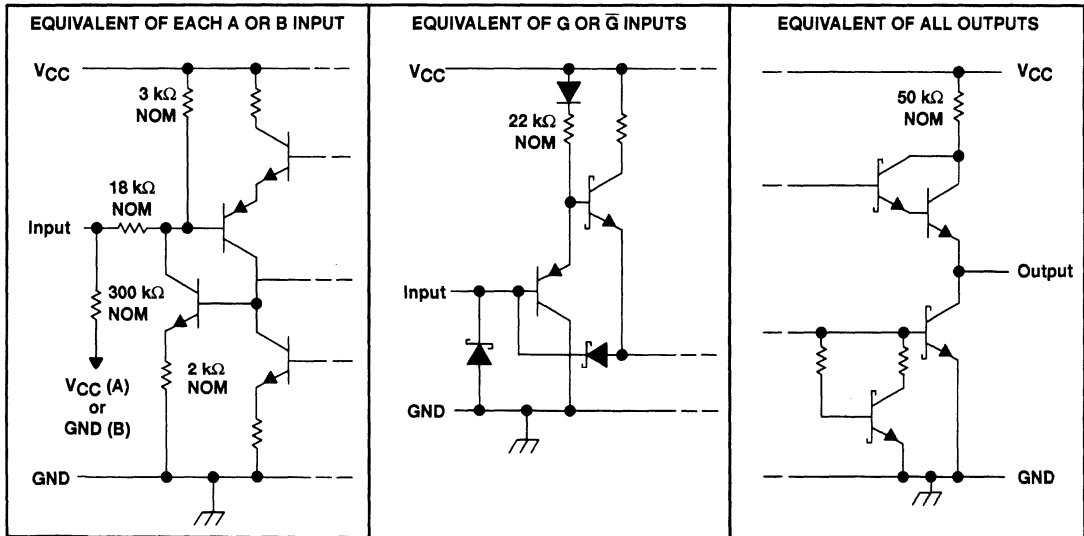 EQUIVALENT OF EACH A OR B INPUT
VCC
3 kΩ
NOM
18 kΩ
NOM
Input
300 kΩ
NOM
2 kΩ
NOM
VCC (A)
or
GND (B)
GND
EQUIVALENT OF G OR G̅ INPUTS
VCC
22 kΩ
NOM
Input
GND
EQUIVALENT OF ALL OUTPUTS
VCC
50 kΩ
NOM
Output
GND